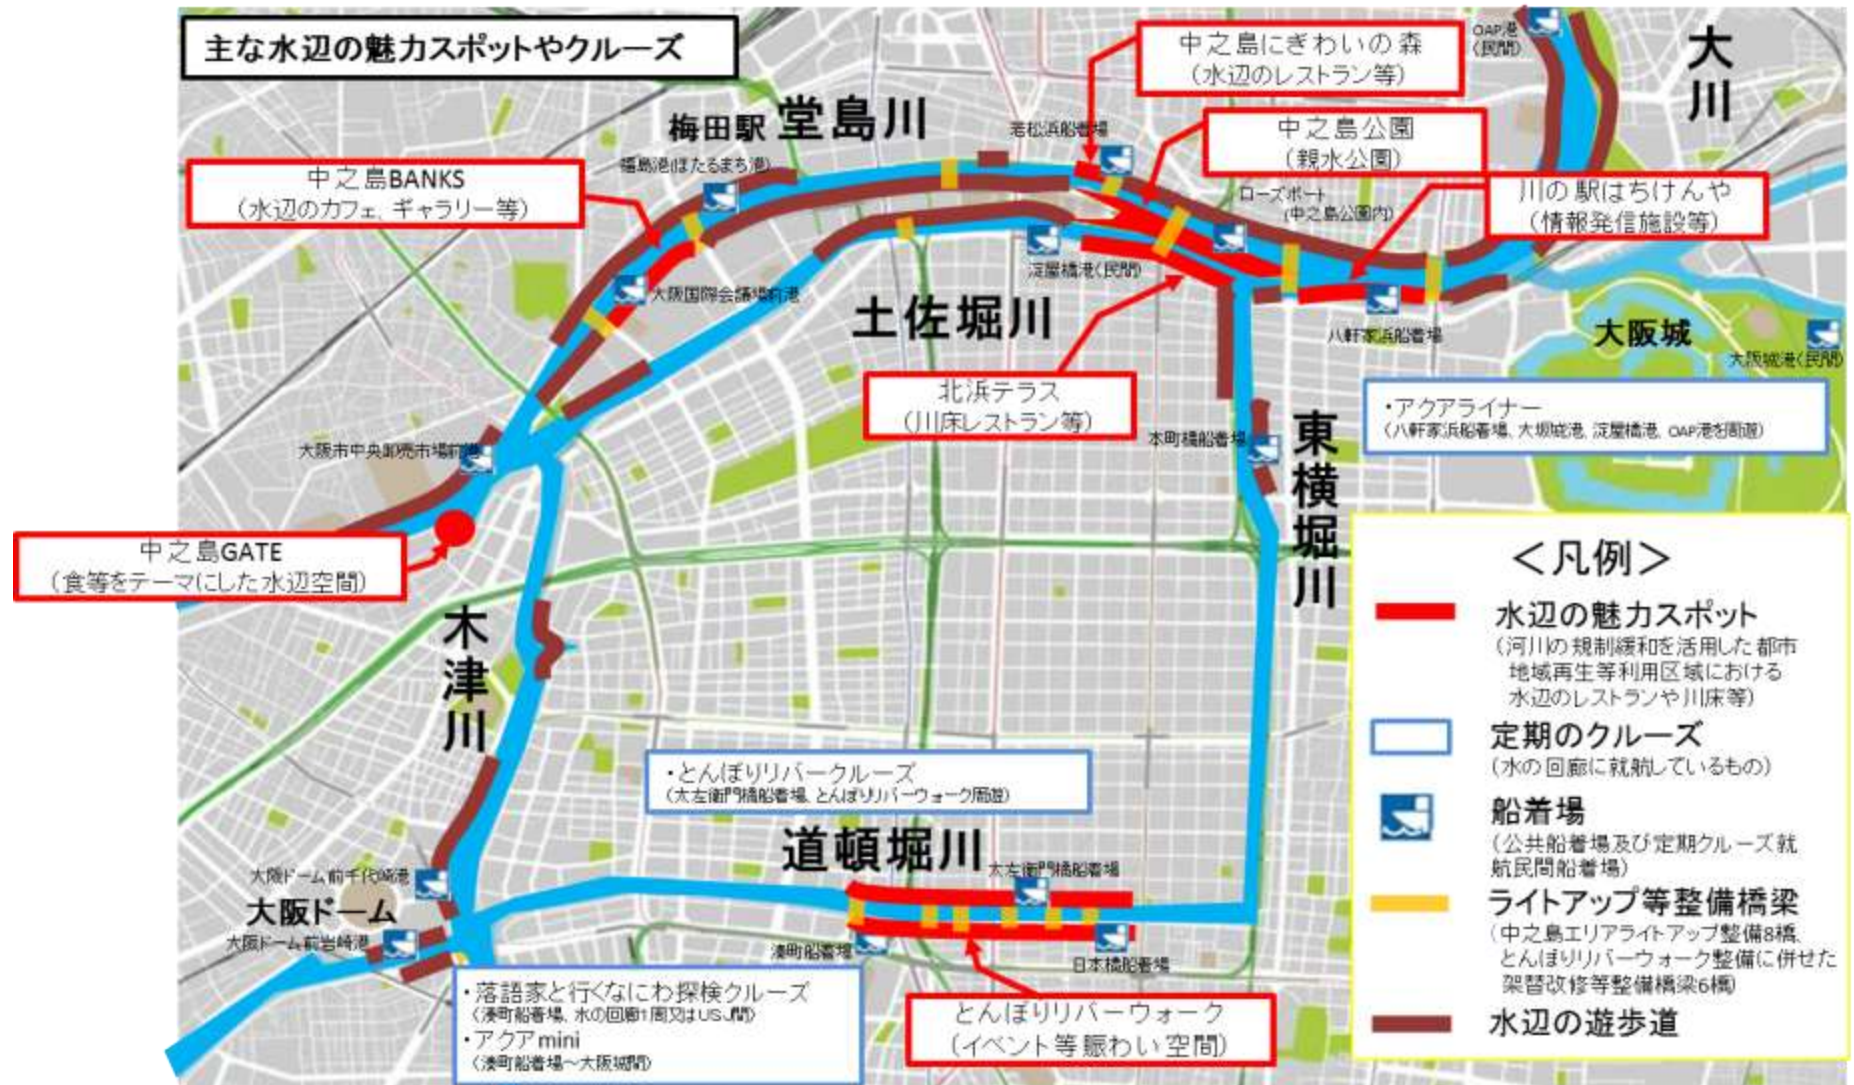 主な水辺の魅力スポットやクルーズ
中之島にぎわいの森
(水辺のレストラン等)
OAP港
(民間)
大川
梅田駅
堂島川
若松浜船着場
中之島公園
(親水公園)
福島港(ほたるまち港)
中之島BANKS
(水辺のカフェ、ギャラリー等)
ローズポート
(中之島公園内)
川の駅はちけんや
(情報発信施設等)
淀屋橋港(民間)
大阪国際会議場前港
土佐堀川
八軒家浜船着場
大阪城
大阪城港(民間)
北浜テラス
(川床レストラン等)
・アクアライナー
(八軒家浜船着場、大坂城港、淀屋橋港、OAP港を周遊)
本町橋船着場
東横堀川
大阪市中央卸売市場前港
中之島GATE
(食等をテーマにした水辺空間)
木津川
・とんぼりリバークルーズ
(太左衛門橋船着場、とんぼりリバーウォーク周遊)
道頓堀川
太左衛門橋船着場
大阪ドーム前千代崎港
大阪ドーム
大阪ドーム前岩崎港
湊町船着場
日本橋船着場
・落語家と行くなにわ探検クルーズ
(湊町船着場、水の回廊1周又はUSJ間)
・アクアmini
(湊町船着場～大阪城間)
とんぼりリバーウォーク
(イベント等賑わい空間)
＜凡例＞
水辺の魅力スポット
(河川の規制緩和を活用した都市
地域再生等利用区域における
水辺のレストランや川床等)
定期のクルーズ
(水の回廊に就航しているもの)
船着場
(公共船着場及び定期クルーズ就
航民間船着場)
ライトアップ等整備橋梁
(中之島エリアライトアップ整備8橋、
とんぼりリバーウォーク整備に併せた
架替改修等整備橋梁6橋)
水辺の遊歩道